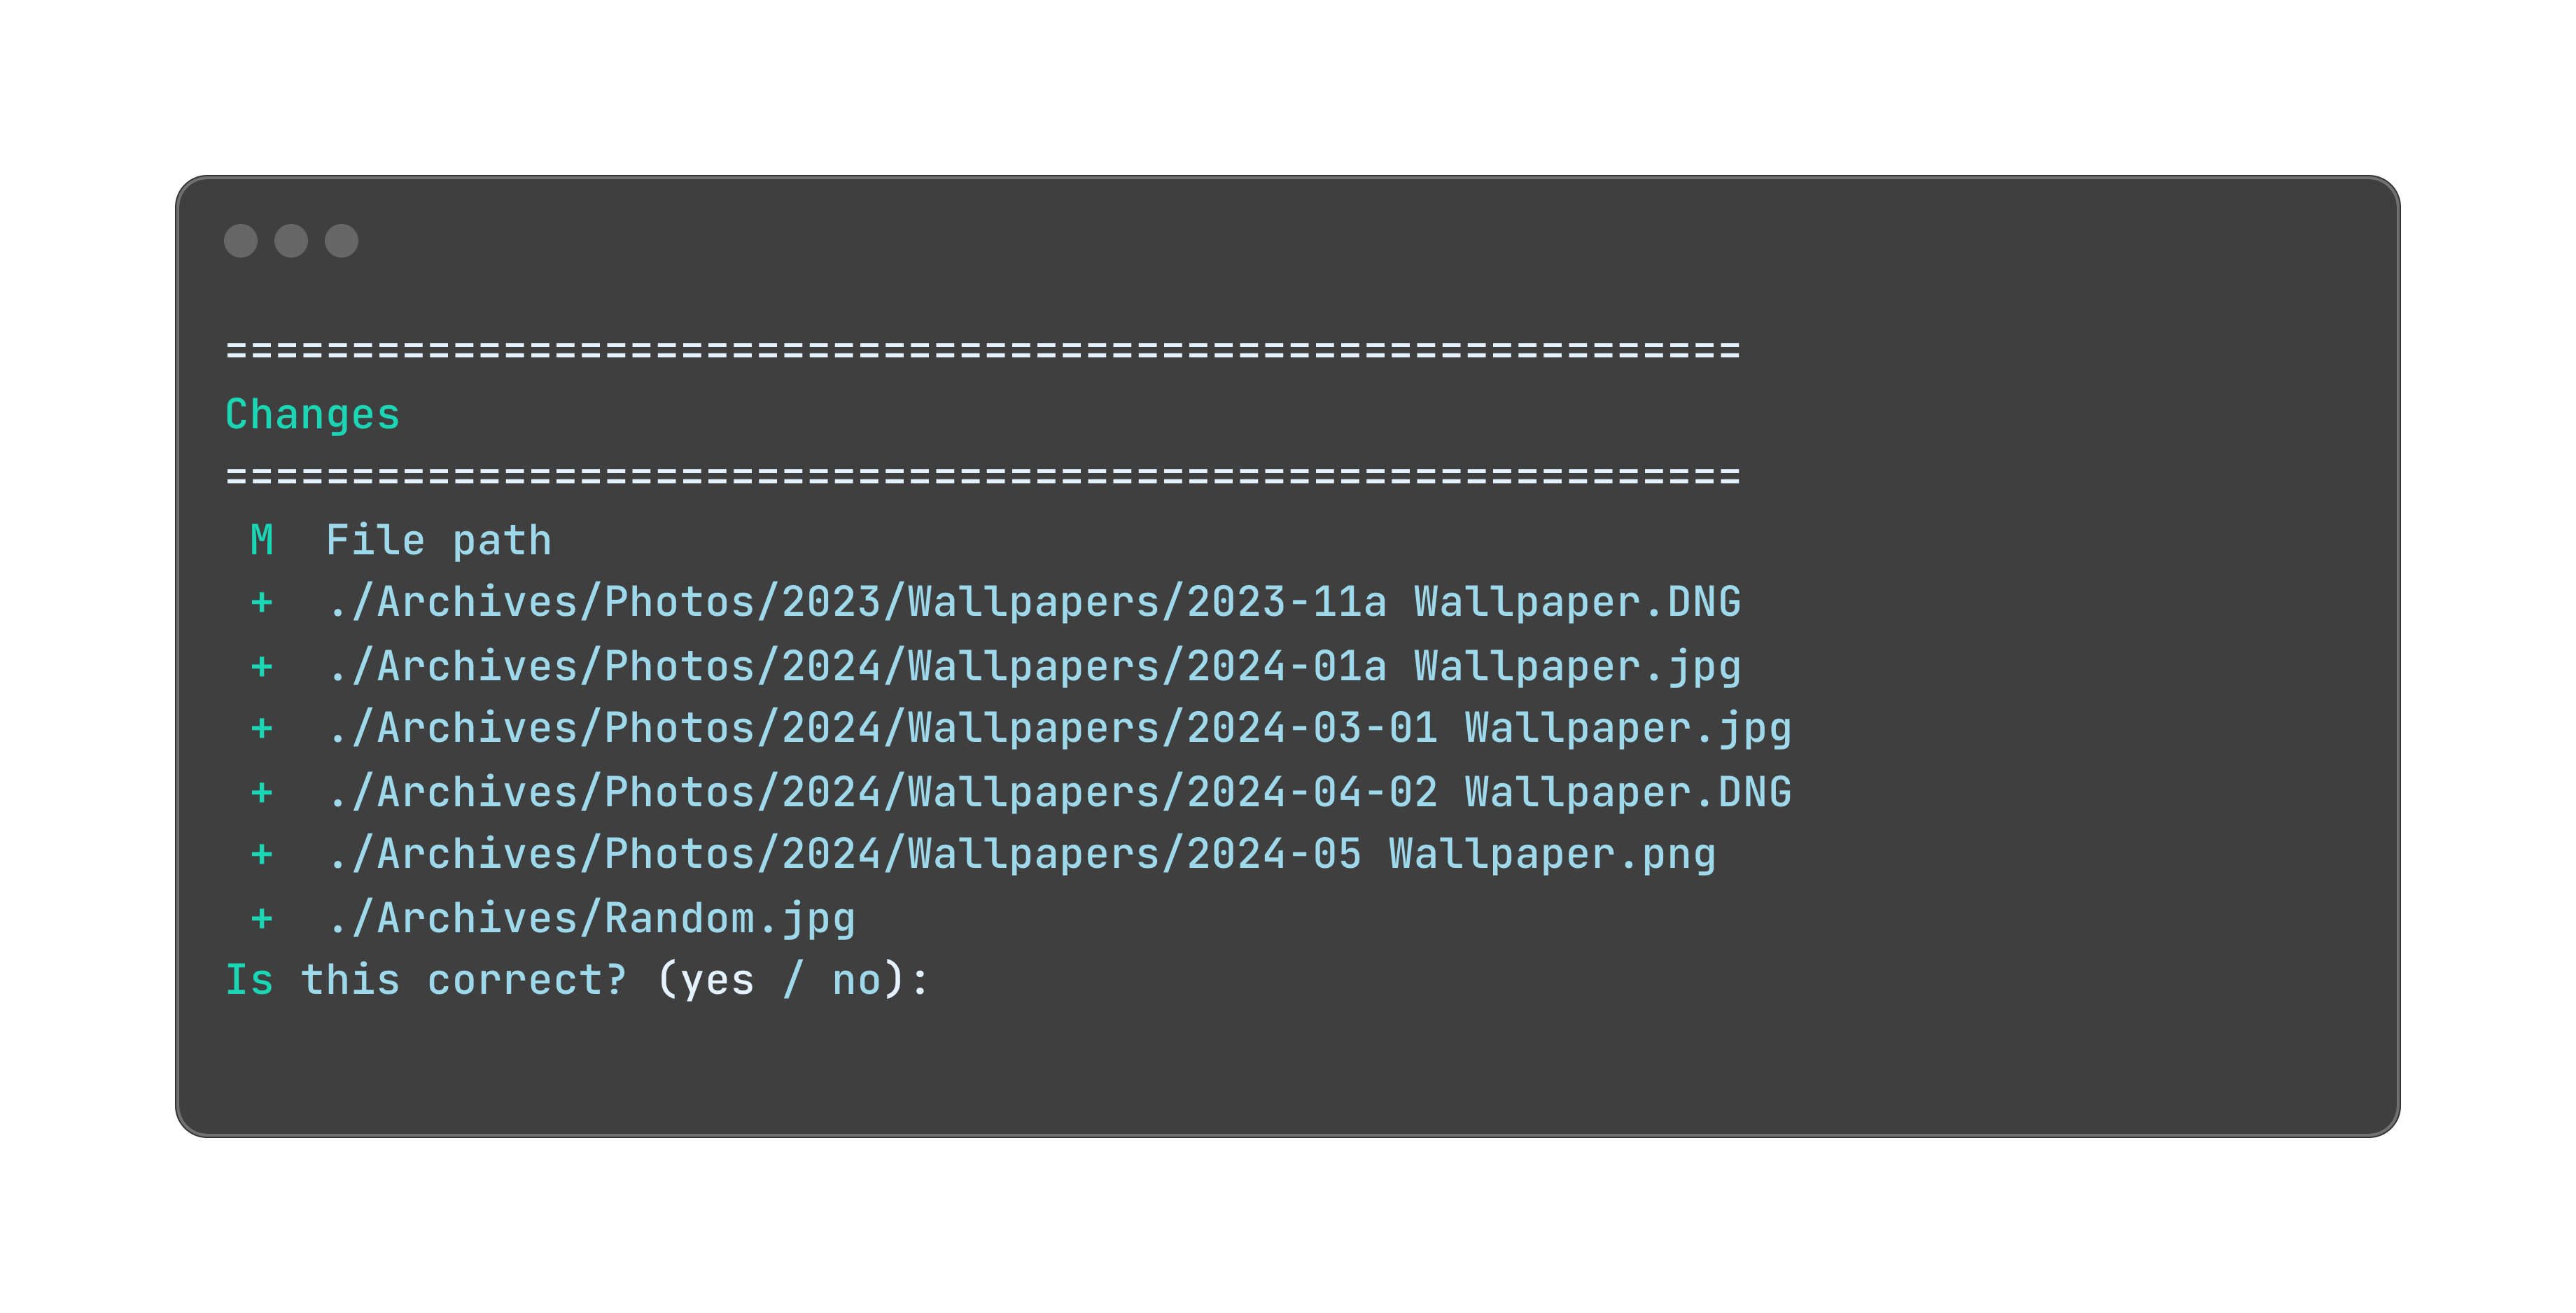 ============================================================
Changes
============================================================
 M  File path
 +  ./Archives/Photos/2023/Wallpapers/2023-11a Wallpaper.DNG
 +  ./Archives/Photos/2024/Wallpapers/2024-01a Wallpaper.jpg
 +  ./Archives/Photos/2024/Wallpapers/2024-03-01 Wallpaper.jpg
 +  ./Archives/Photos/2024/Wallpapers/2024-04-02 Wallpaper.DNG
 +  ./Archives/Photos/2024/Wallpapers/2024-05 Wallpaper.png
 +  ./Archives/Random.jpg
Is this correct? (yes / no):